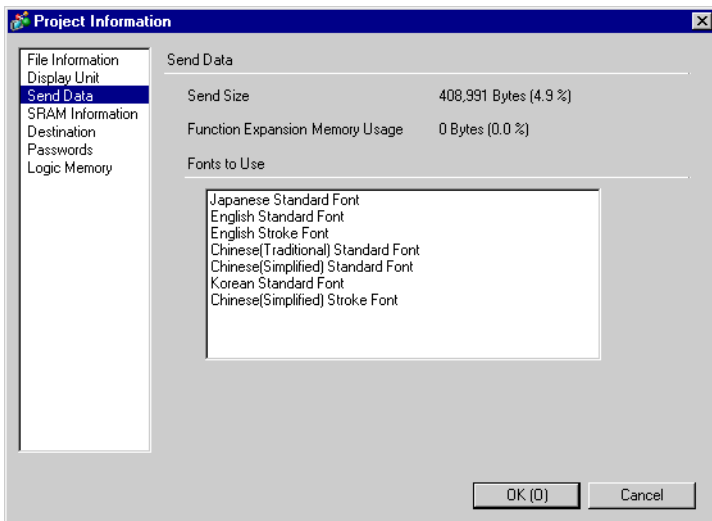 Project Information
File Information
Display Unit
Send Data
SRAM Information
Destination
Passwords
Logic Memory
Send Data
Send Size 408,991 Bytes (4.9 %)
Function Expansion Memory Usage 0 Bytes (0.0 %)
Fonts to Use
Japanese Standard Font
English Standard Font
English Stroke Font
Chinese(Traditional) Standard Font
Chinese(Simplified) Standard Font
Korean Standard Font
Chinese(Simplified) Stroke Font
OK (O) Cancel